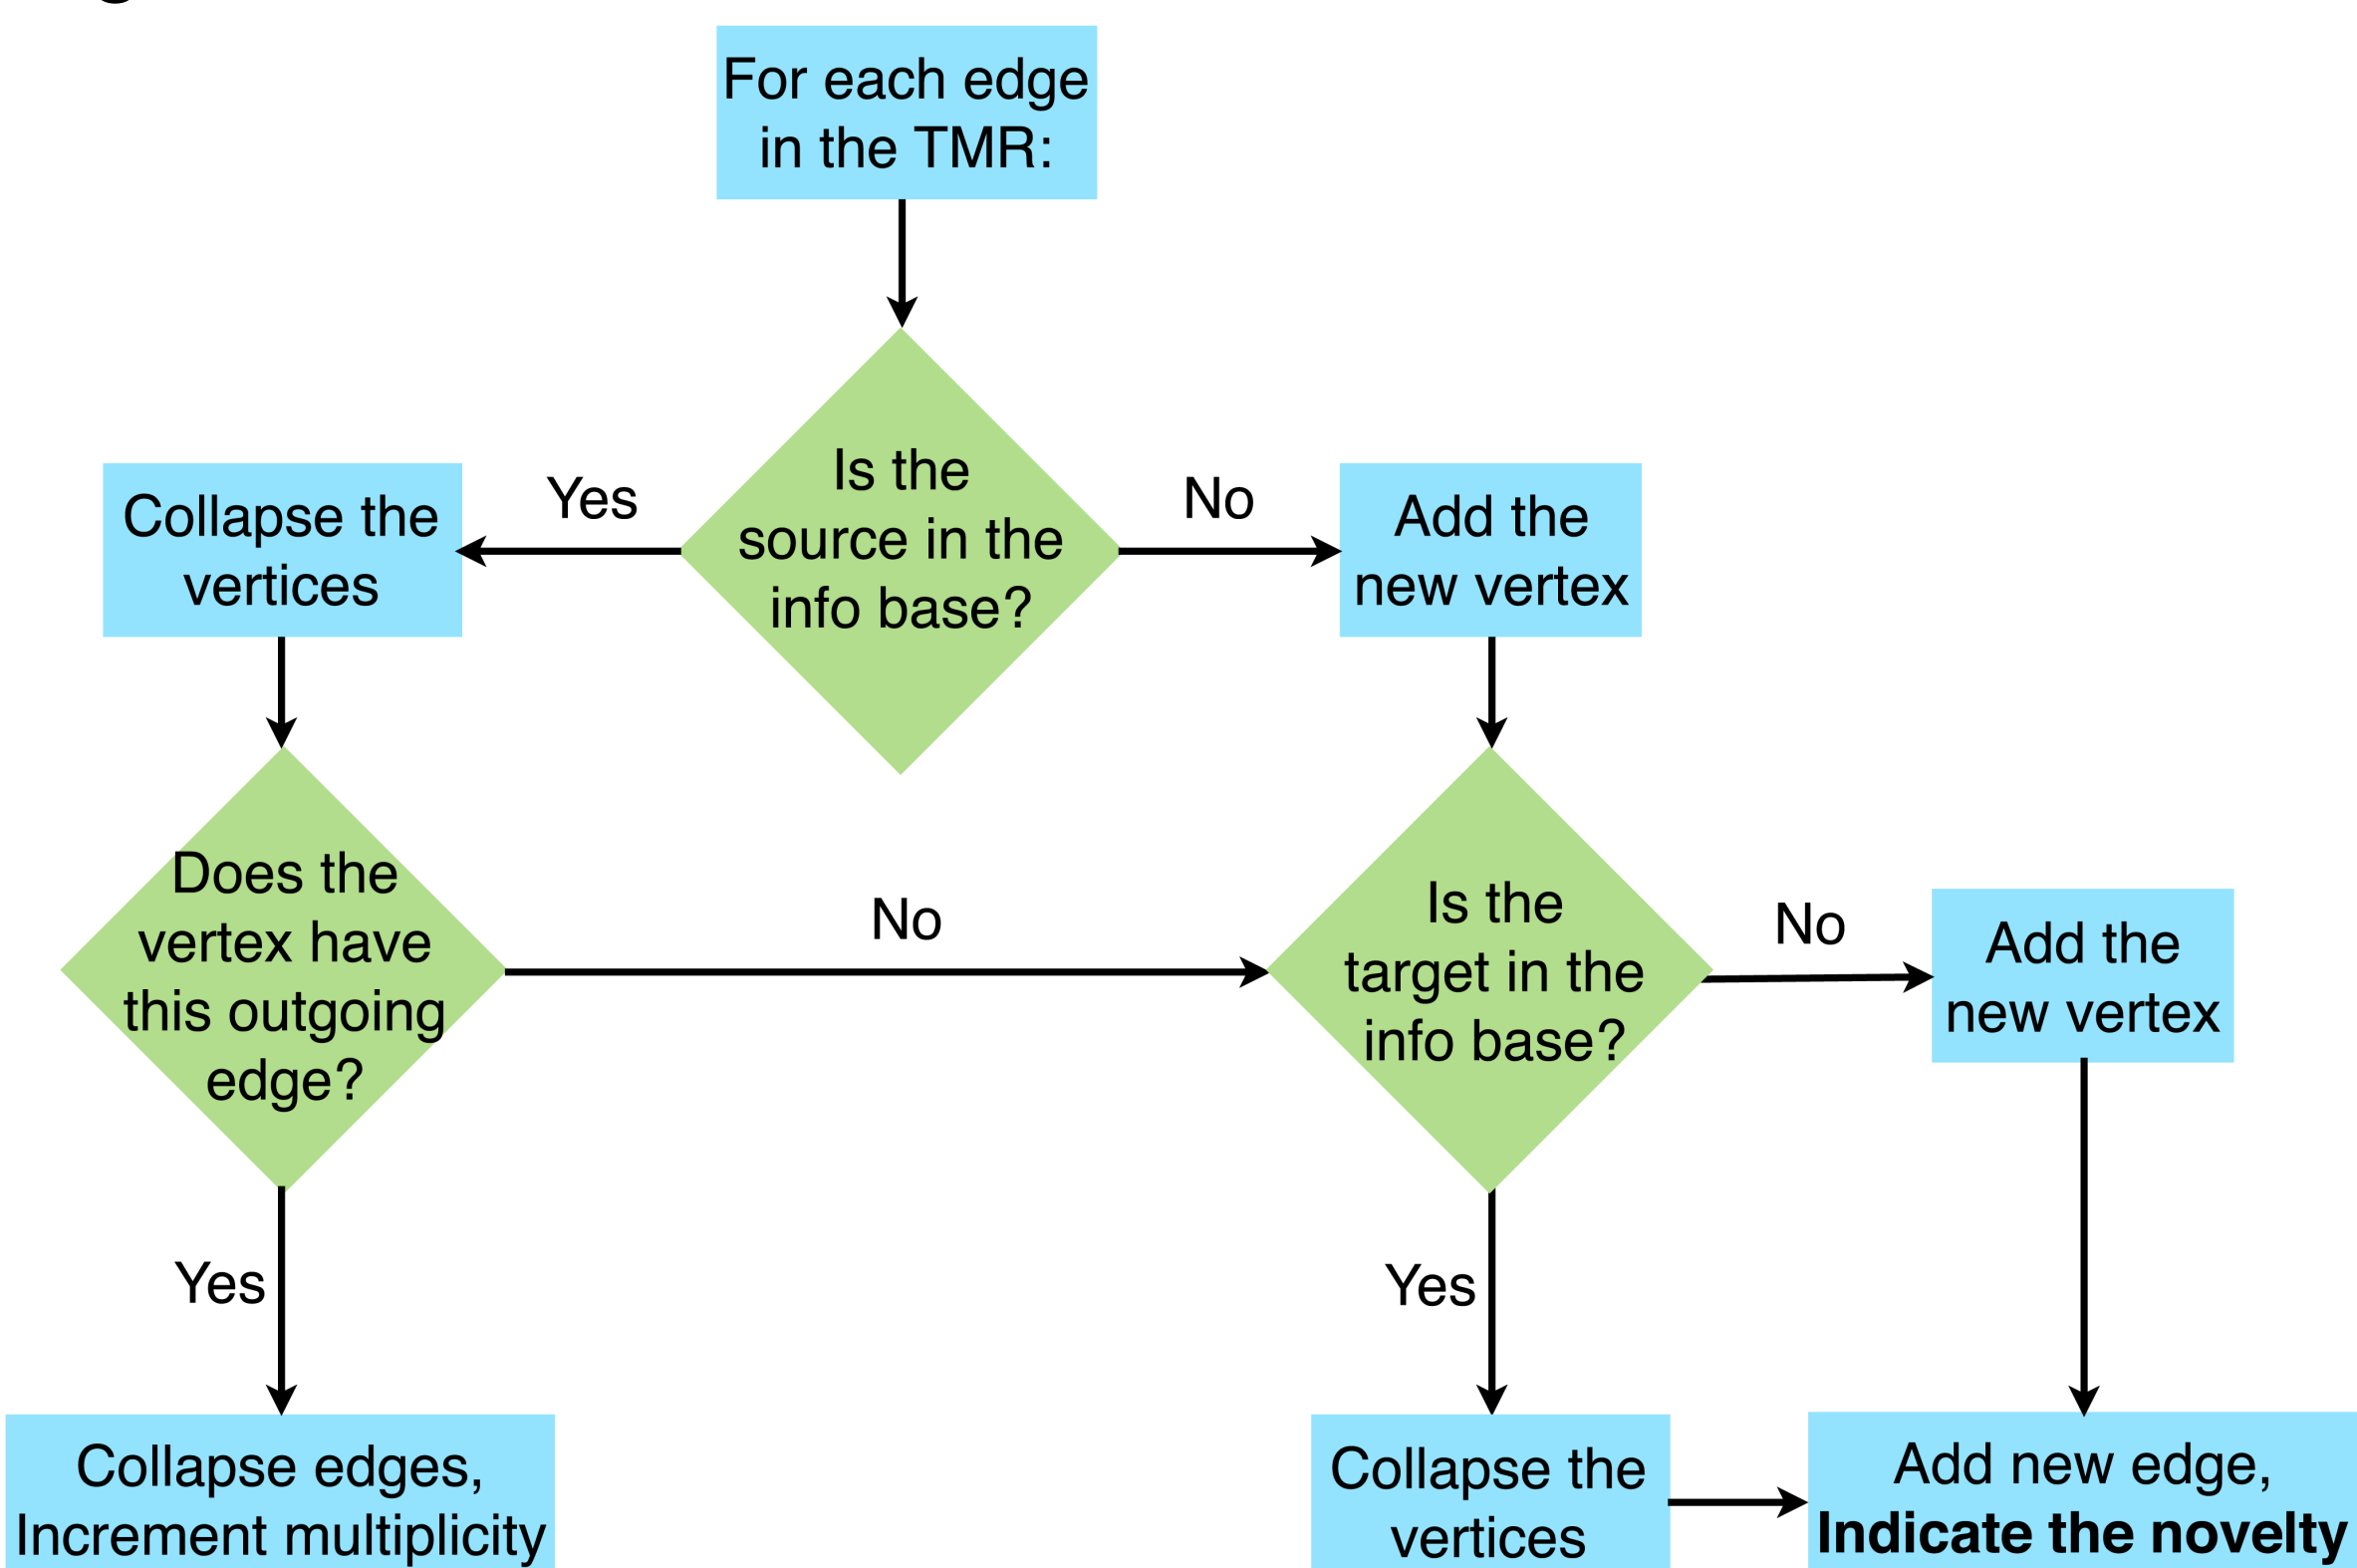 For each edge
in the TMR:
Is the
source in the
info base?
Yes
No
Collapse the
vertices
Add the
new vertex
Does the
vertex have
this outgoing
edge?
No
Is the
target in the
info base?
No
Add the
new vertex
Yes
Yes
Collapse edges,
Increment multiplicity
Collapse the
vertices
Add new edge,
Indicate the novelty